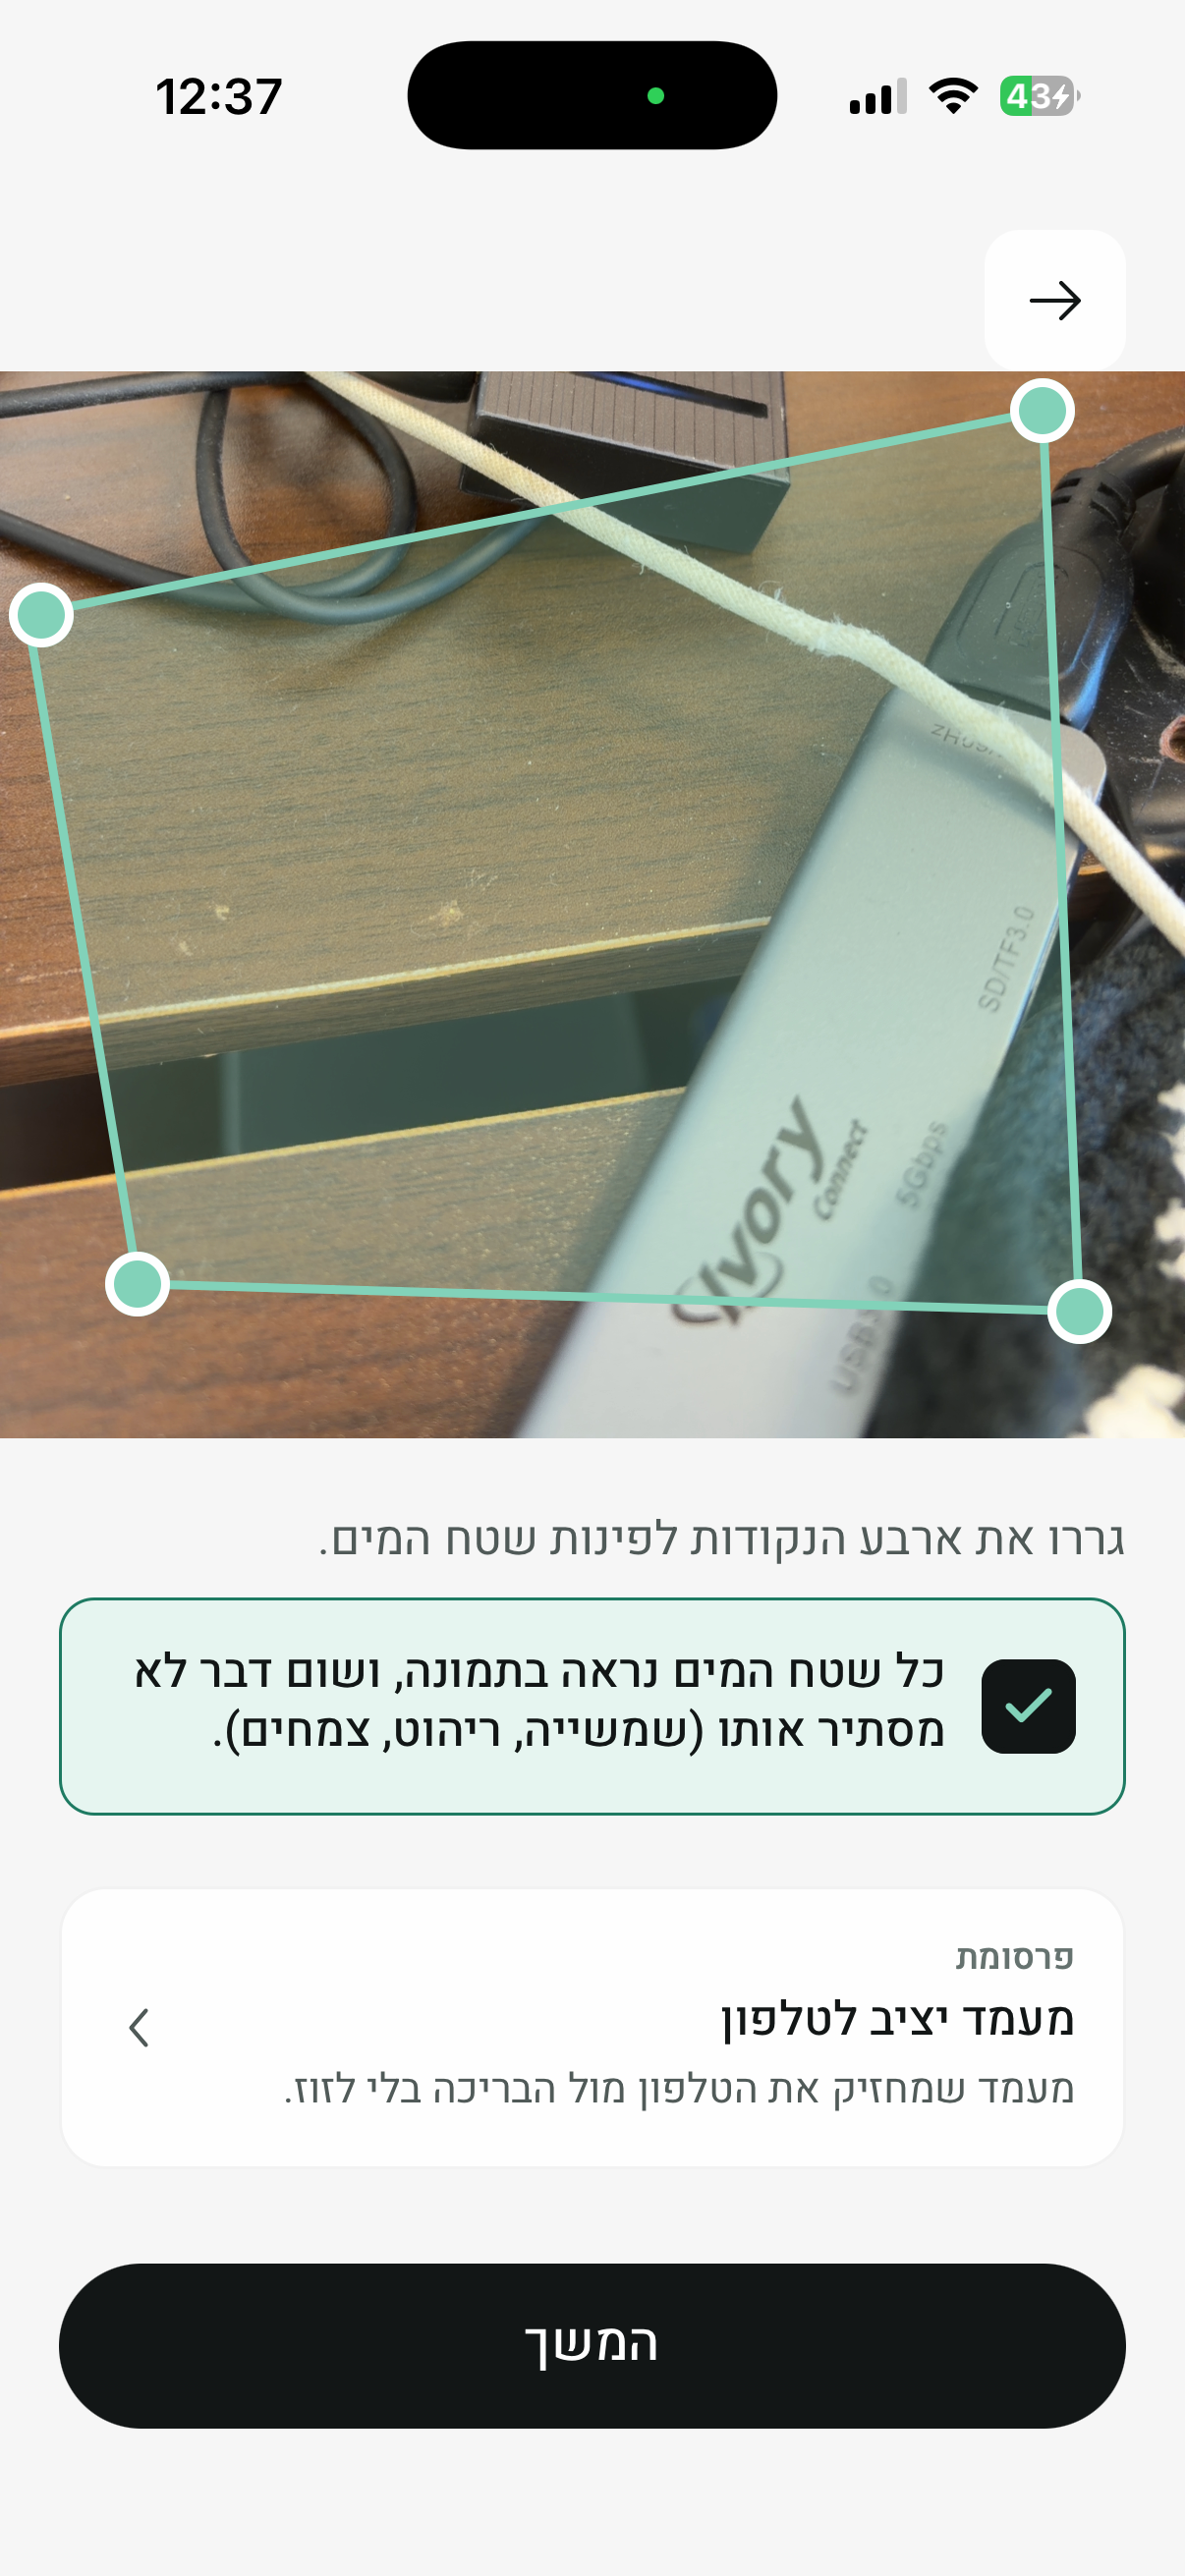 12:37
43
SD/TF3.0
5Gbps
Ivory
Connect
USB3.0
גררו את ארבע הנקודות לפינות שטח המים.
כל שטח המים נראה בתמונה, ושום דבר לא
מסתיר אותו (שמשייה, ריהוט, צמחים).
פרסומת
מעמד יציב לטלפון
מעמד שמחזיק את הטלפון מול הבריכה בלי לזוז.
המשך